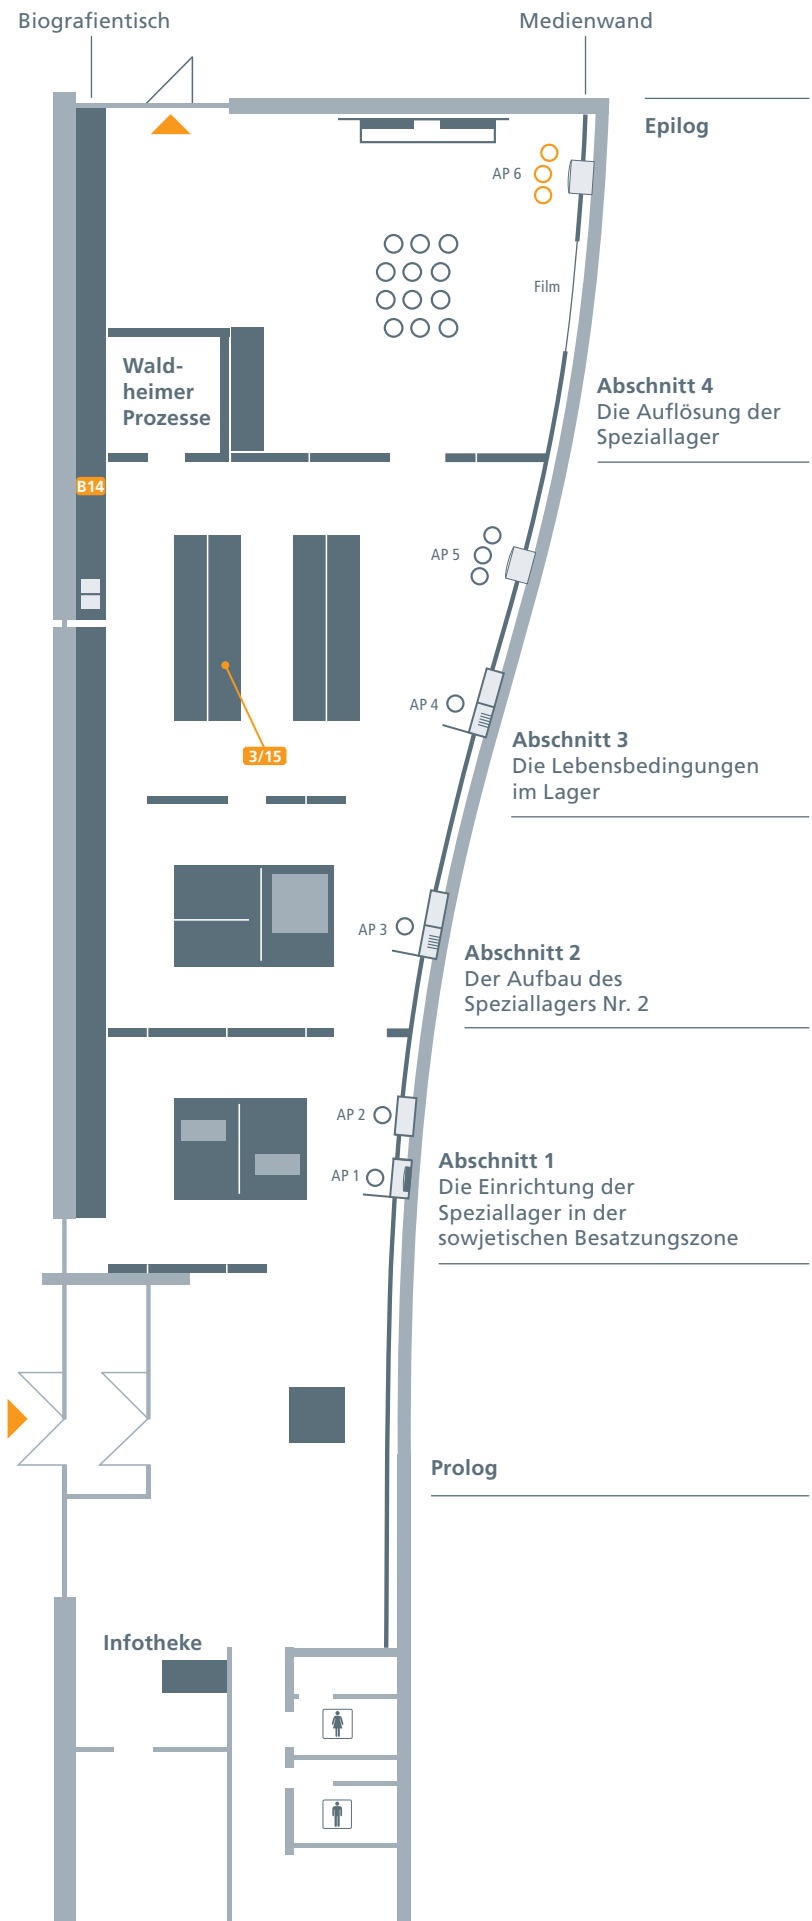 Biografientisch
Medienwand
Epilog
AP 6
Film
Wald-
heimer
Prozesse
Abschnitt 4
Die Auflösung der
Speziallager
B14
AP 5
AP 4
3/15
Abschnitt 3
Die Lebensbedingungen
im Lager
AP 3
Abschnitt 2
Der Aufbau des
Speziallagers Nr. 2
AP 2
AP 1
Abschnitt 1
Die Einrichtung der
Speziallager in der
sowjetischen Besatzungszone
Prolog
Infotheke